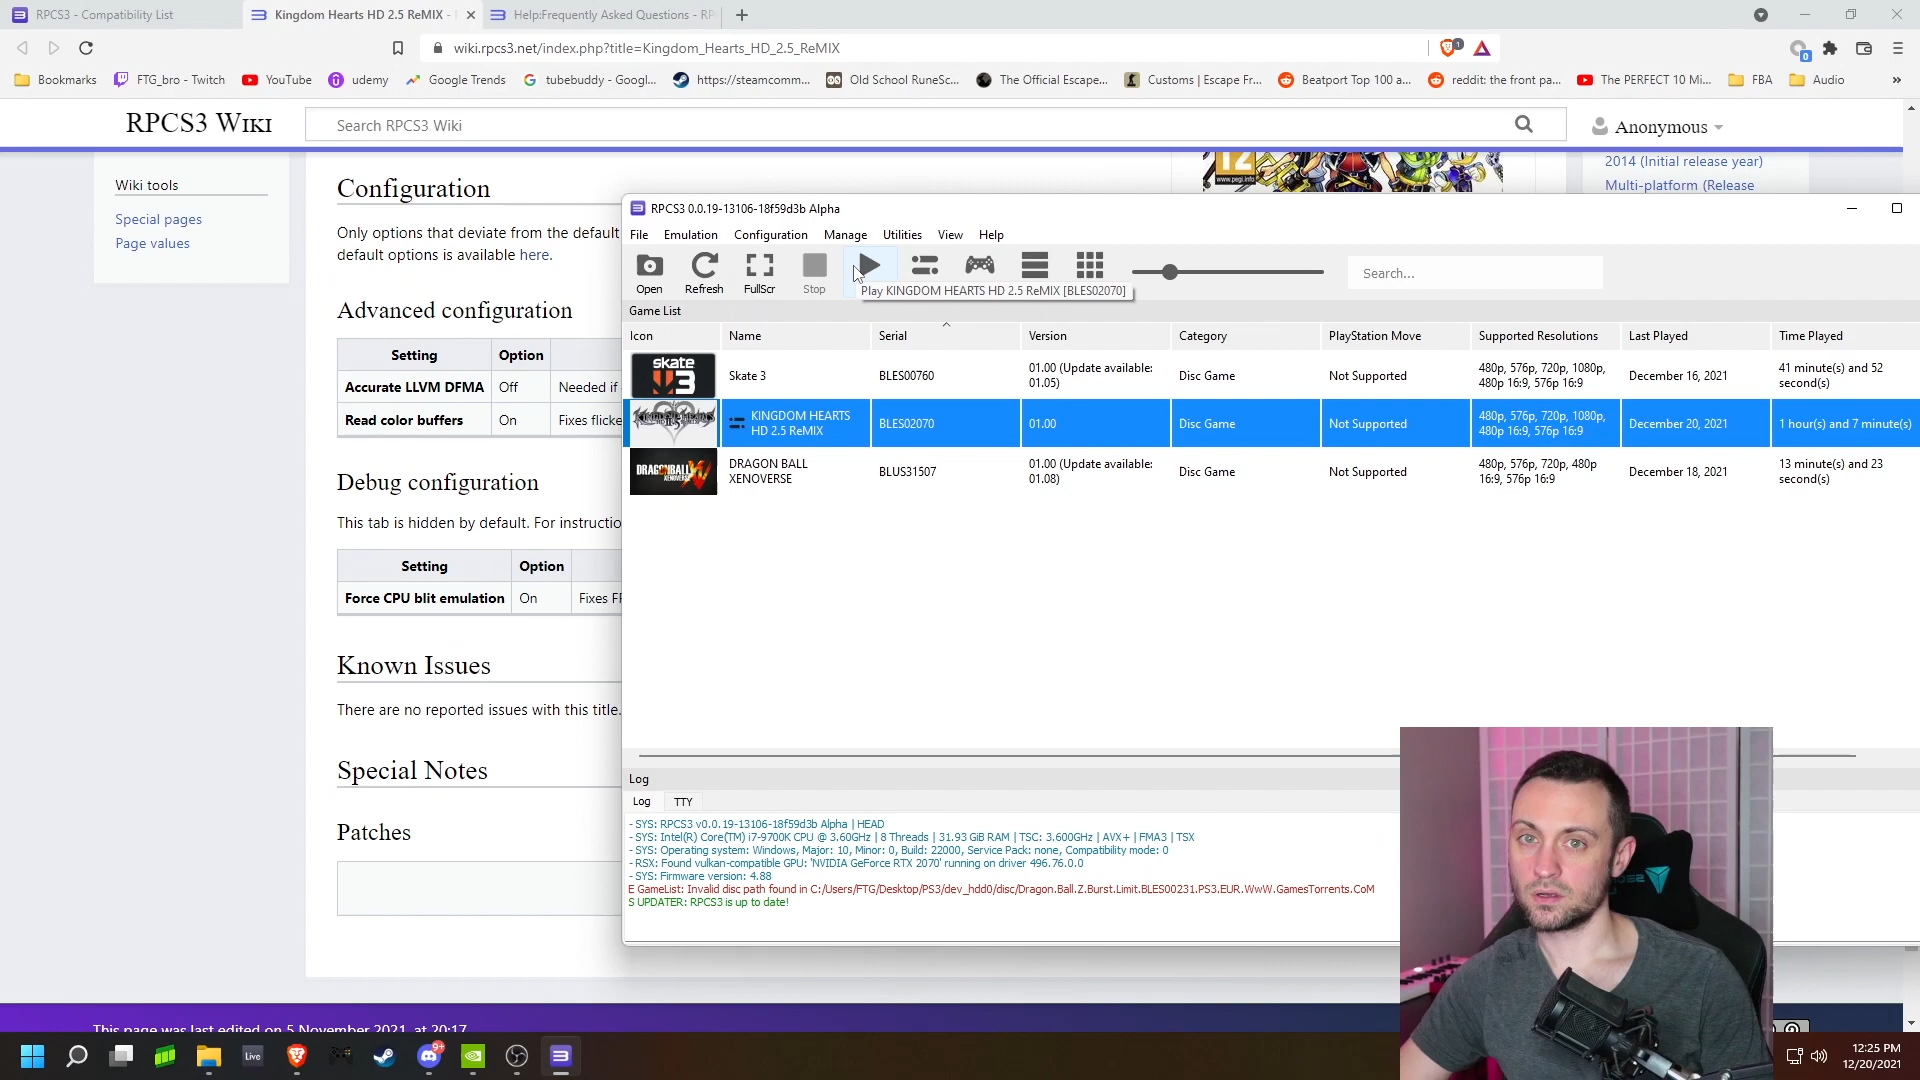 RPCS3 - Compatibility List
Kingdom Hearts HD 2.5 ReMIX -
Help:Frequently Asked Questions - RP
wiki.rpcs3.net/index.php?title=Kingdom_Hearts_HD_2.5_ReMIX
1
0
Bookmarks
FTG_bro - Twitch
YouTube
udemy
Google Trends
tubebuddy - Googl...
https://steamcomm...
Old School RuneSc...
The Official Escape...
Customs | Escape Fr...
Beatport Top 100 a...
reddit: the front pa...
The PERFECT 10 Mi...
FBA
Audio
»
RPCS3 WIKI
Search RPCS3 Wiki
Anonymous
Wiki tools
Special pages
Page values
Configuration
Only options that deviate from the default
default options is available here.
Advanced configuration
Setting
Option
Accurate LLVM DFMA
Off
Needed if
Read color buffers
On
Fixes flicke
Debug configuration
This tab is hidden by default. For instructio
Setting
Option
Force CPU blit emulation
On
Fixes FF
Known Issues
There are no reported issues with this title.
Special Notes
Patches
This page was last edited on 5 November 2021, at 20:17.
12
www.pegi.info
2014 (Initial release year)
Multi-platform (Release
RPCS3 0.0.19-13106-18f59d3b Alpha
File
Emulation
Configuration
Manage
Utilities
View
Help
Open
Refresh
FullScr
Stop
Play KINGDOM HEARTS HD 2.5 ReMIX [BLES02070]
Search...
Game List
Icon
Name
Serial
Version
Category
PlayStation Move
Supported Resolutions
Last Played
Time Played
skate 3
Skate 3
BLES00760
01.00 (Update available:
01.05)
Disc Game
Not Supported
480p, 576p, 720p, 1080p,
480p 16:9, 576p 16:9
December 16, 2021
41 minute(s) and 52
second(s)
KINGDOM HEARTS
KINGDOM HEARTS
HD 2.5 ReMIX
BLES02070
01.00
Disc Game
Not Supported
480p, 576p, 720p, 1080p,
480p 16:9, 576p 16:9
December 20, 2021
1 hour(s) and 7 minute(s)
DRAGONBALL
XENOVERSE
DRAGON BALL
XENOVERSE
BLUS31507
01.00 (Update available:
01.08)
Disc Game
Not Supported
480p, 576p, 720p, 480p
16:9, 576p 16:9
December 18, 2021
13 minute(s) and 23
second(s)
Log
Log
TTY
- SYS: RPCS3 v0.0.19-13106-18f59d3b Alpha | HEAD
- SYS: Intel(R) Core(TM) i7-9700K CPU @ 3.60GHz | 8 Threads | 31.93 GiB RAM | TSC: 3.600GHz | AVX+ | FMA3 | TSX
- SYS: Operating system: Windows, Major: 10, Minor: 0, Build: 22000, Service Pack: none, Compatibility mode: 0
- RSX: Found vulkan-compatible GPU: 'NVIDIA GeForce RTX 2070' running on driver 496.76.0.0
- SYS: Firmware version: 4.88
E GameList: Invalid disc path found in C:/Users/FTG/Desktop/PS3/dev_hdd0/disc/Dragon.Ball.Z.Burst.Limit.BLES00231.PS3.EUR.WwW.GamesTorrents.CoM
S UPDATER: RPCS3 is up to date!
Live
9+
12:25 PM
12/20/2021